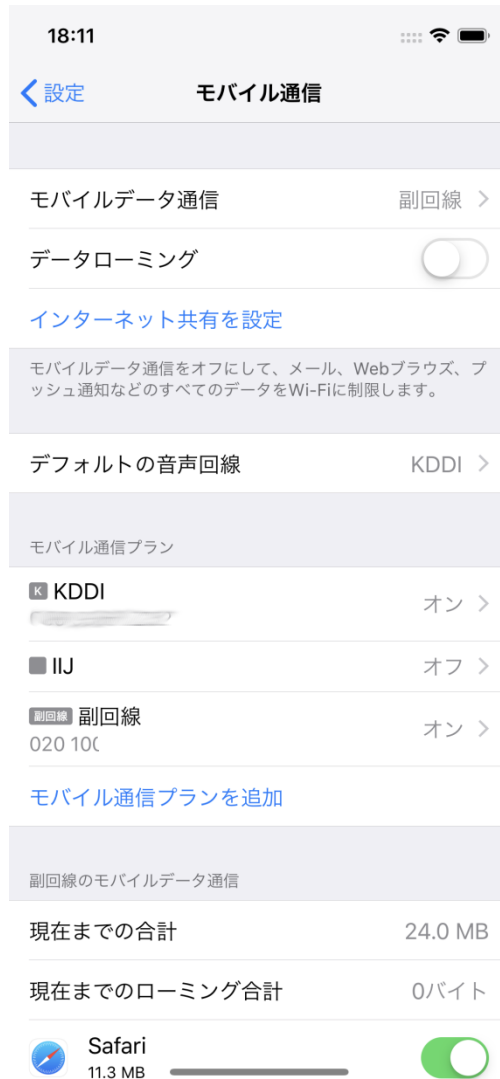 18:11
設定
モバイル通信
モバイルデータ通信 副回線
データローミング
インターネット共有を設定
モバイルデータ通信をオフにして、メール、Webブラウズ、プ
ッシュ通知などのすべてのデータをWi-Fiに制限します。
デフォルトの音声回線 KDDI
モバイル通信プラン
K KDDI
オン
IIJ オフ
副回線 副回線
020 100 オン
モバイル通信プランを追加
副回線のモバイルデータ通信
現在までの合計 24.0 MB
現在までのローミング合計 0バイト
Safari
11.3 MB